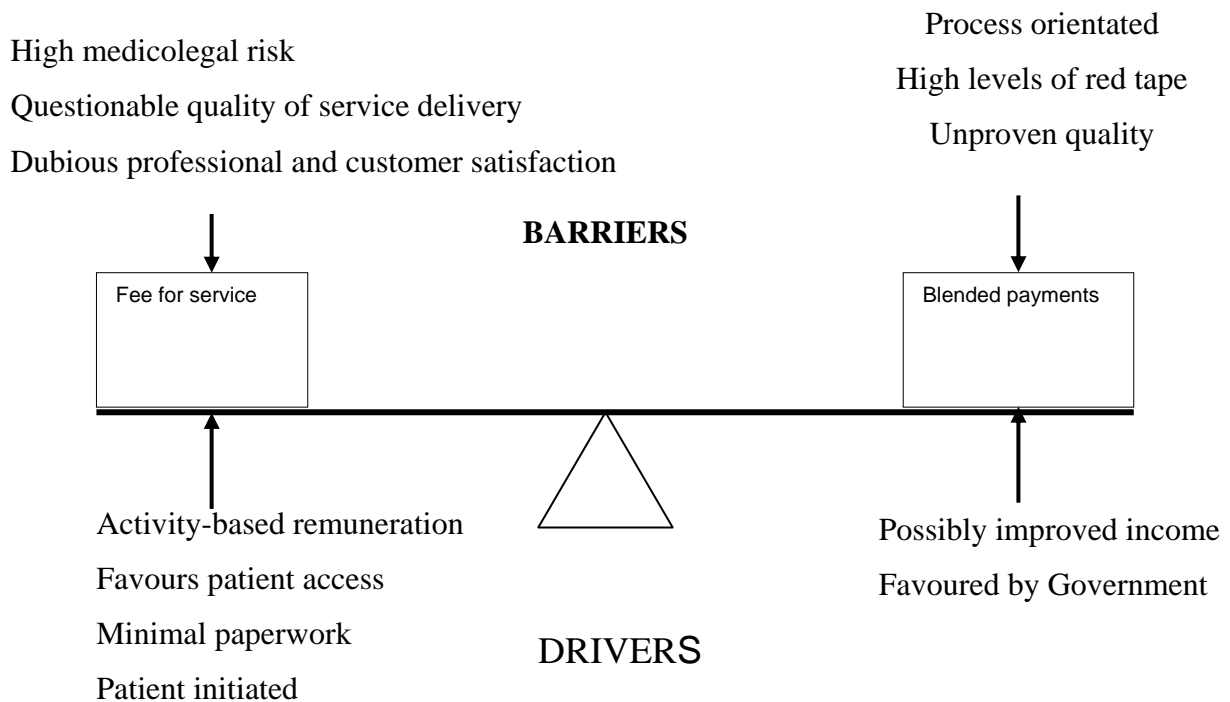 High medicolegal risk
Questionable quality of service delivery
Dubious professional and customer satisfaction
Process orientated
High levels of red tape
Unproven quality
BARRIERS
Fee for service
Blended payments
Activity-based remuneration
Favours patient access
Minimal paperwork
Patient initiated
DRIVERS
Possibly improved income
Favoured by Government